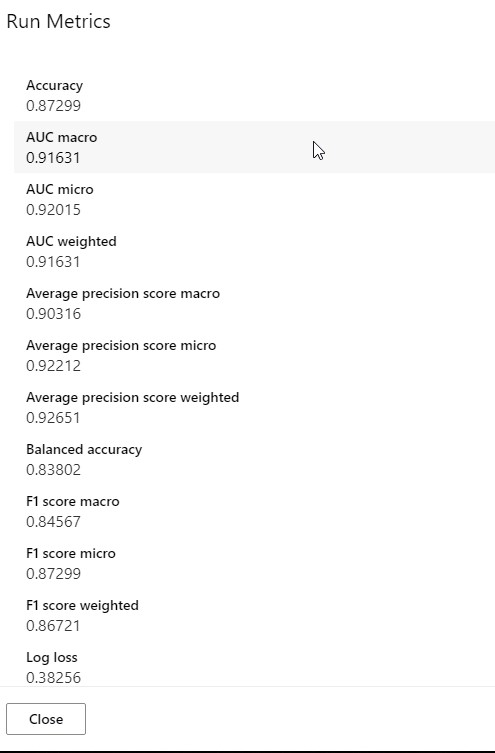 Run Metrics
Accuracy
0.87299
AUC macro
0.91631
AUC micro
0.92015
AUC weighted
0.91631
Average precision score macro
0.90316
Average precision score micro
0.92212
Average precision score weighted
0.92651
Balanced accuracy
0.83802
F1 score macro
0.84567
F1 score micro
0.87299
F1 score weighted
0.86721
Log loss
0.38256
Close